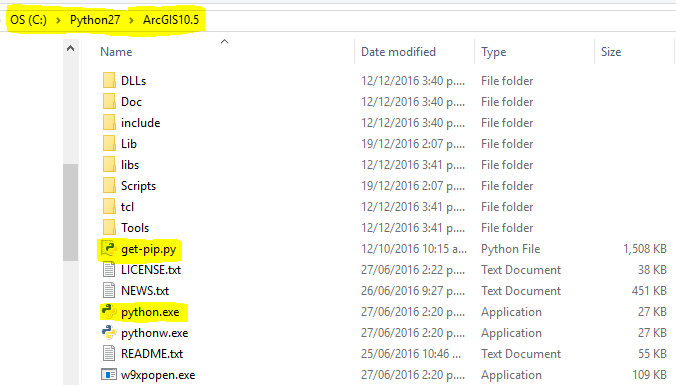 OS (C:) > Python27 > ArcGIS10.5
Name Date modified Type Size
DLLs 12/12/2016 3:40 p.... File folder
Doc 12/12/2016 3:40 p.... File folder
include 12/12/2016 3:40 p.... File folder
Lib 19/12/2016 2:07 p.... File folder
libs 12/12/2016 3:41 p.... File folder
Scripts 19/12/2016 2:07 p.... File folder
tcl 12/12/2016 3:41 p.... File folder
Tools 12/12/2016 3:41 p.... File folder
get-pip.py 12/10/2016 10:15 a... Python File 1,508 KB
LICENSE.txt 27/06/2016 2:22 p.... Text Document 38 KB
NEWS.txt 26/06/2016 9:27 p.... Text Document 451 KB
python.exe 27/06/2016 2:20 p.... Application 27 KB
pythonw.exe 27/06/2016 2:20 p.... Application 27 KB
README.txt 25/06/2016 10:46 ... Text Document 55 KB
w9xpopen.exe 27/06/2016 2:20 p.... Application 109 KB